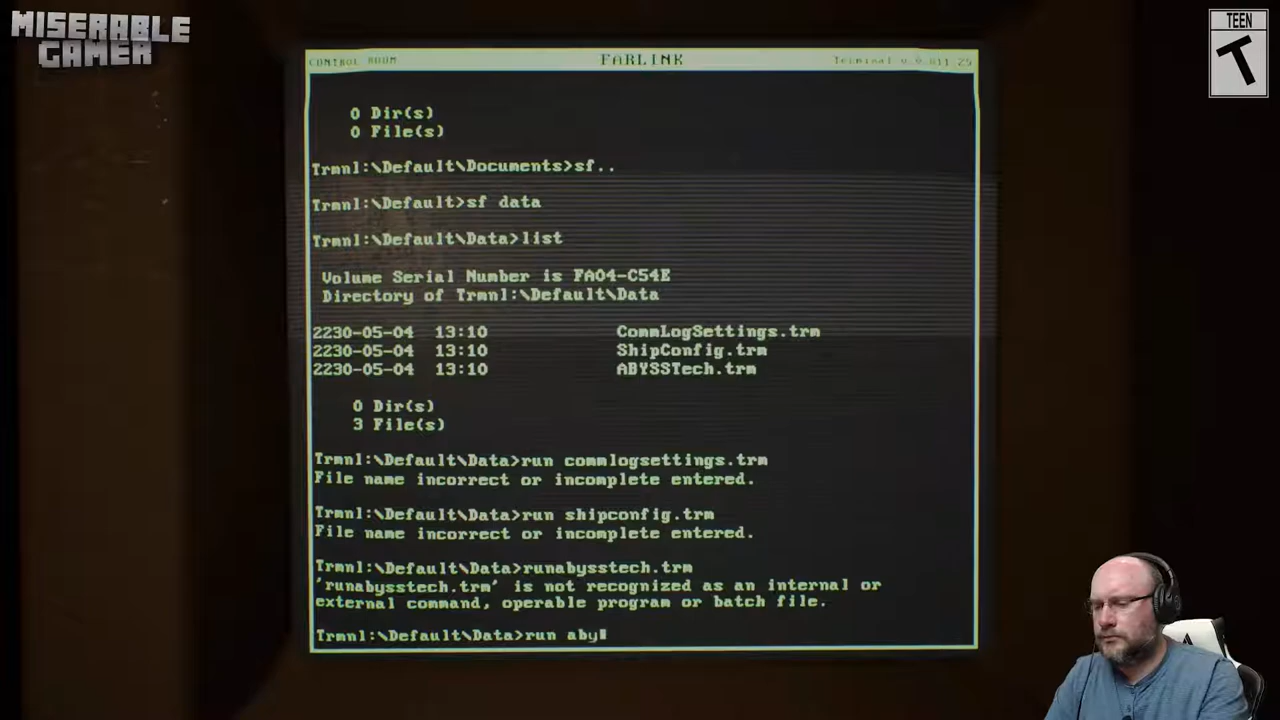 MISERABLE
GAMER
TEEN
T
CONTROL ROOM
FARLINK
0 Dir(s)
0 File(s)
Trmnl:\Default\Documents>sf..
Trmnl:\Default>sf data
Trmnl:\Default\Data>list
Volume Serial Number is FA04-C54E
Directory of Trmnl:\Default\Data
2230-05-04 13:10 CommLogSettings.trm
2230-05-04 13:10 ShipConfig.trm
2230-05-04 13:10 ABYSSTech.trm
0 Dir(s)
3 File(s)
Trmnl:\Default\Data>run commlogsettings.trm
File name incorrect or incomplete entered.
Trmnl:\Default\Data>run shipconfig.trm
File name incorrect or incomplete entered.
Trmnl:\Default\Data>runabysstech.trm
'runabysstech.trm' is not recognized as an internal or
external command, operable program or batch file.
Trmnl:\Default\Data>run aby